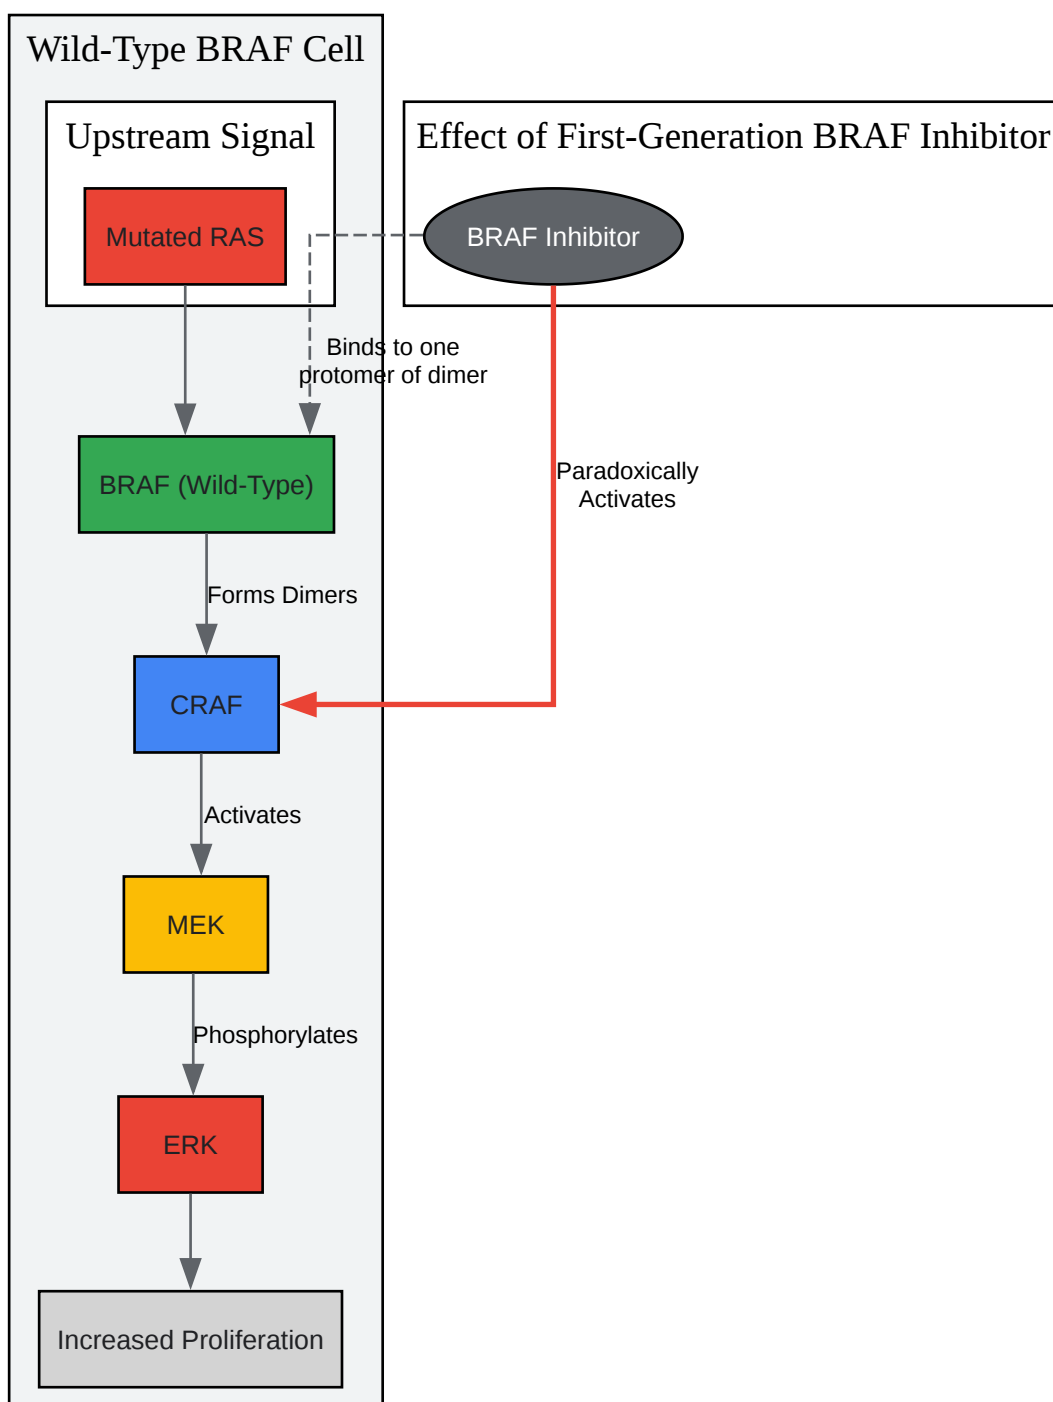 Wild-Type BRAF Cell
Upstream Signal
Effect of First-Generation BRAF Inhibitor
Mutated RAS
BRAF Inhibitor
Binds to one
protomer of dimer
Paradoxically
Activates
BRAF (Wild-Type)
Forms Dimers
CRAF
Activates
MEK
Phosphorylates
ERK
Increased Proliferation